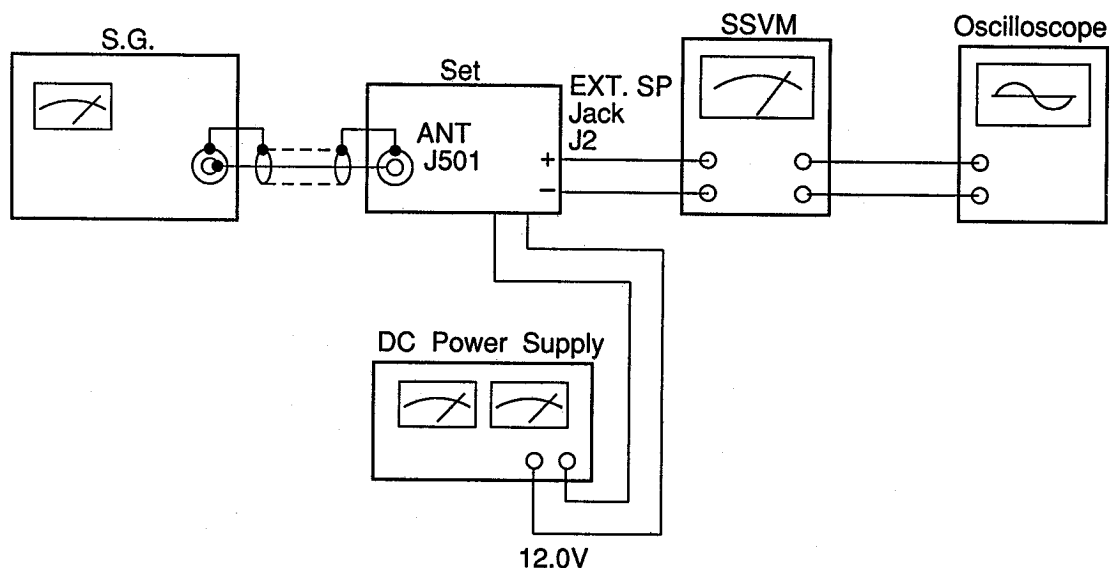 S.G.
Set
ANT
J501
EXT. SP
Jack
J2
+
−
SSVM
Oscilloscope
DC Power Supply
12.0V